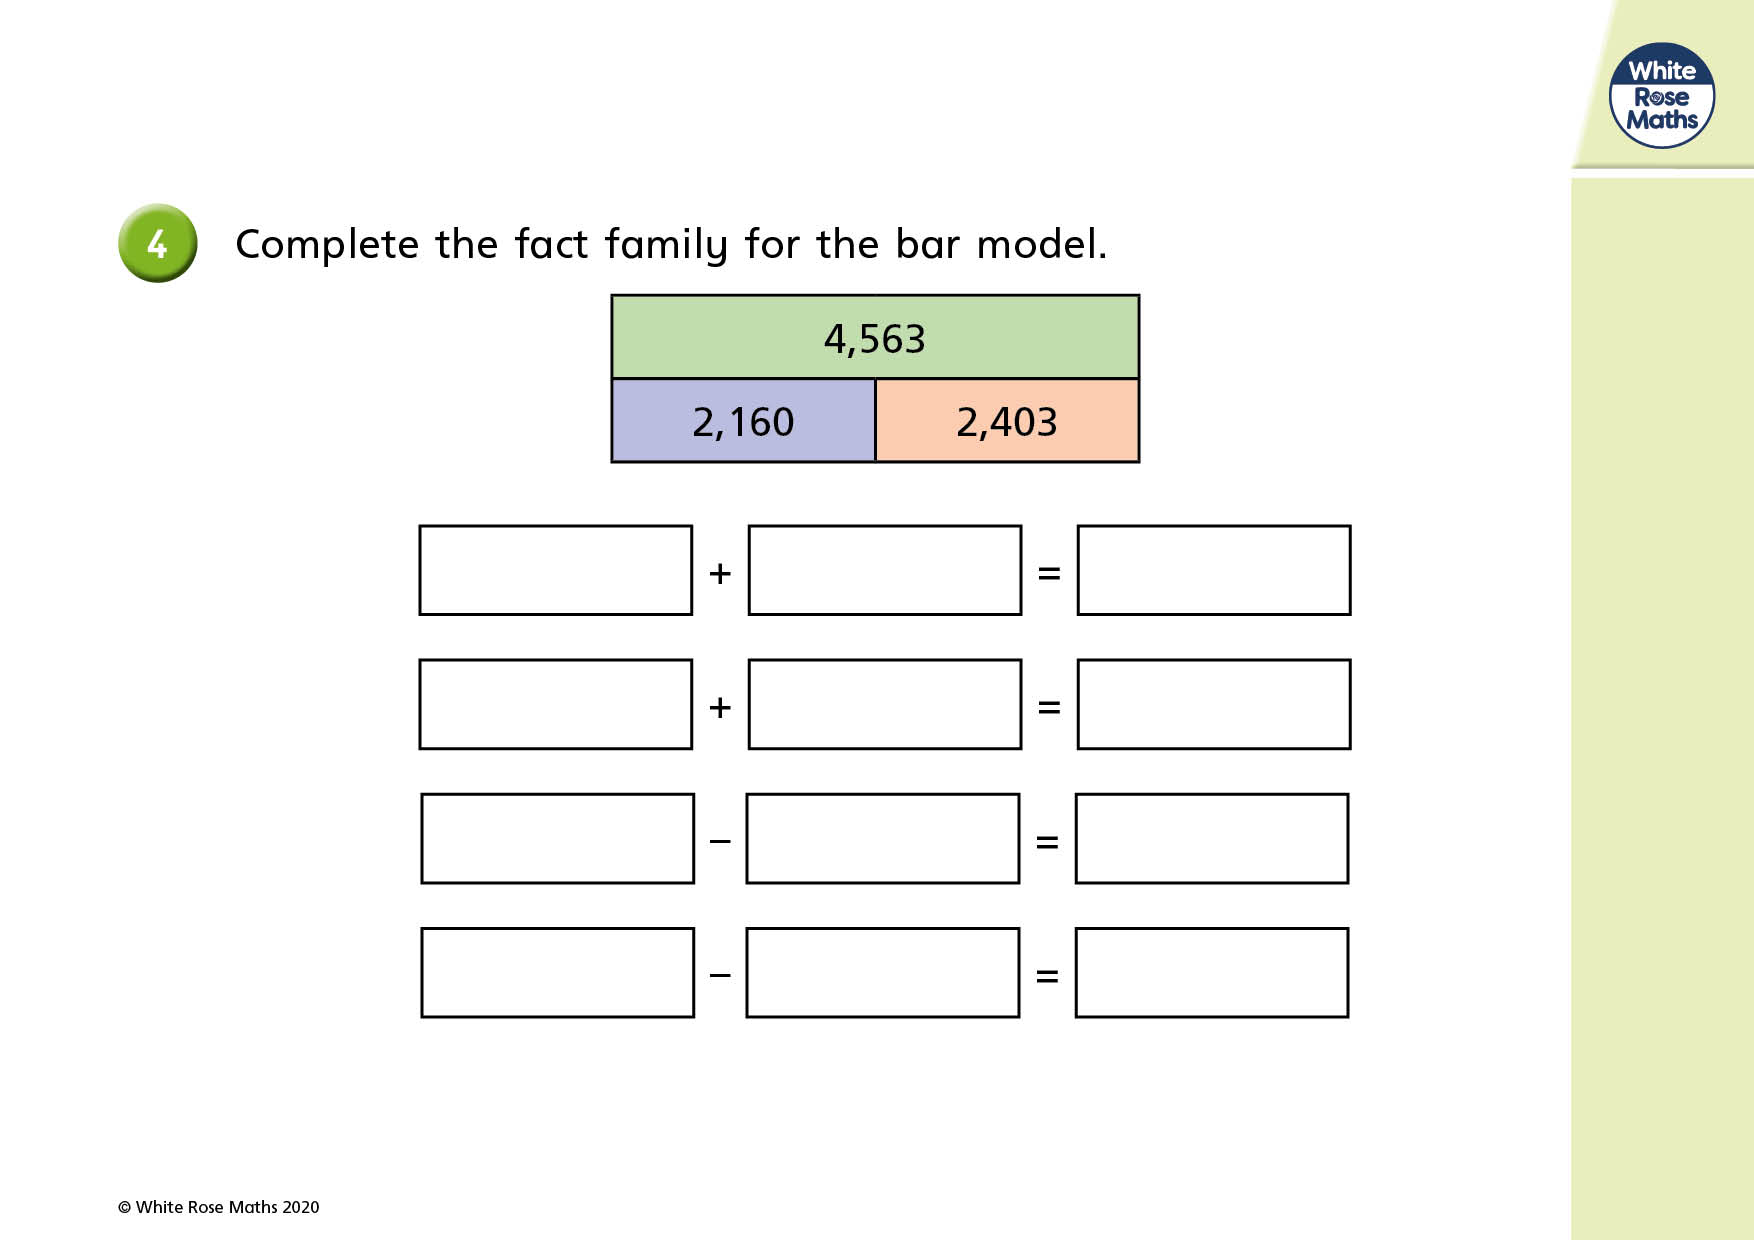 White
Rose
Maths
4 Complete the fact family for the bar model.
4,563
2,160 2,403
+ =
+ =
– =
– =
© White Rose Maths 2020